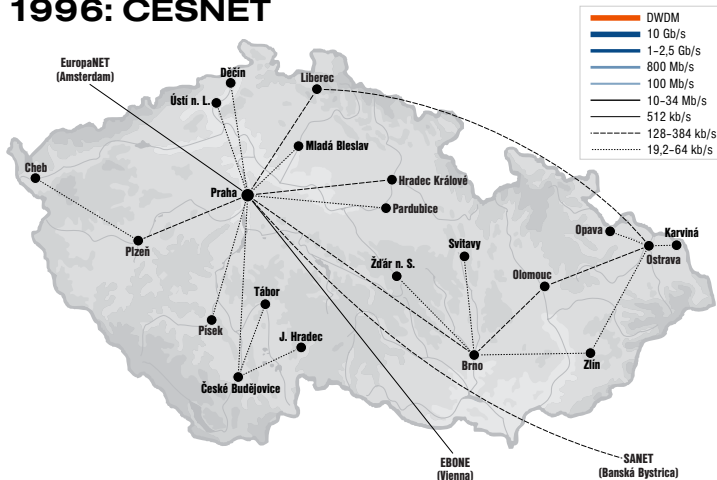 1996: CESNET
DWDM
10 Gb/s
1–2,5 Gb/s
800 Mb/s
100 Mb/s
10–34 Mb/s
512 kb/s
128–384 kb/s
19,2–64 kb/s
EuropaNET
(Amsterdam)
Děčín
Liberec
Ústí n. L.
Mladá Bleslav
Cheb
Praha
Hradec Králové
Pardubice
Opava
Karviná
Ostrava
Plzeň
Svitavy
Žďár n. S.
Olomouc
Tábor
Písek
J. Hradec
České Budějovice
Brno
Zlín
EBONE
(Vienna)
SANET
(Banská Bystrica)